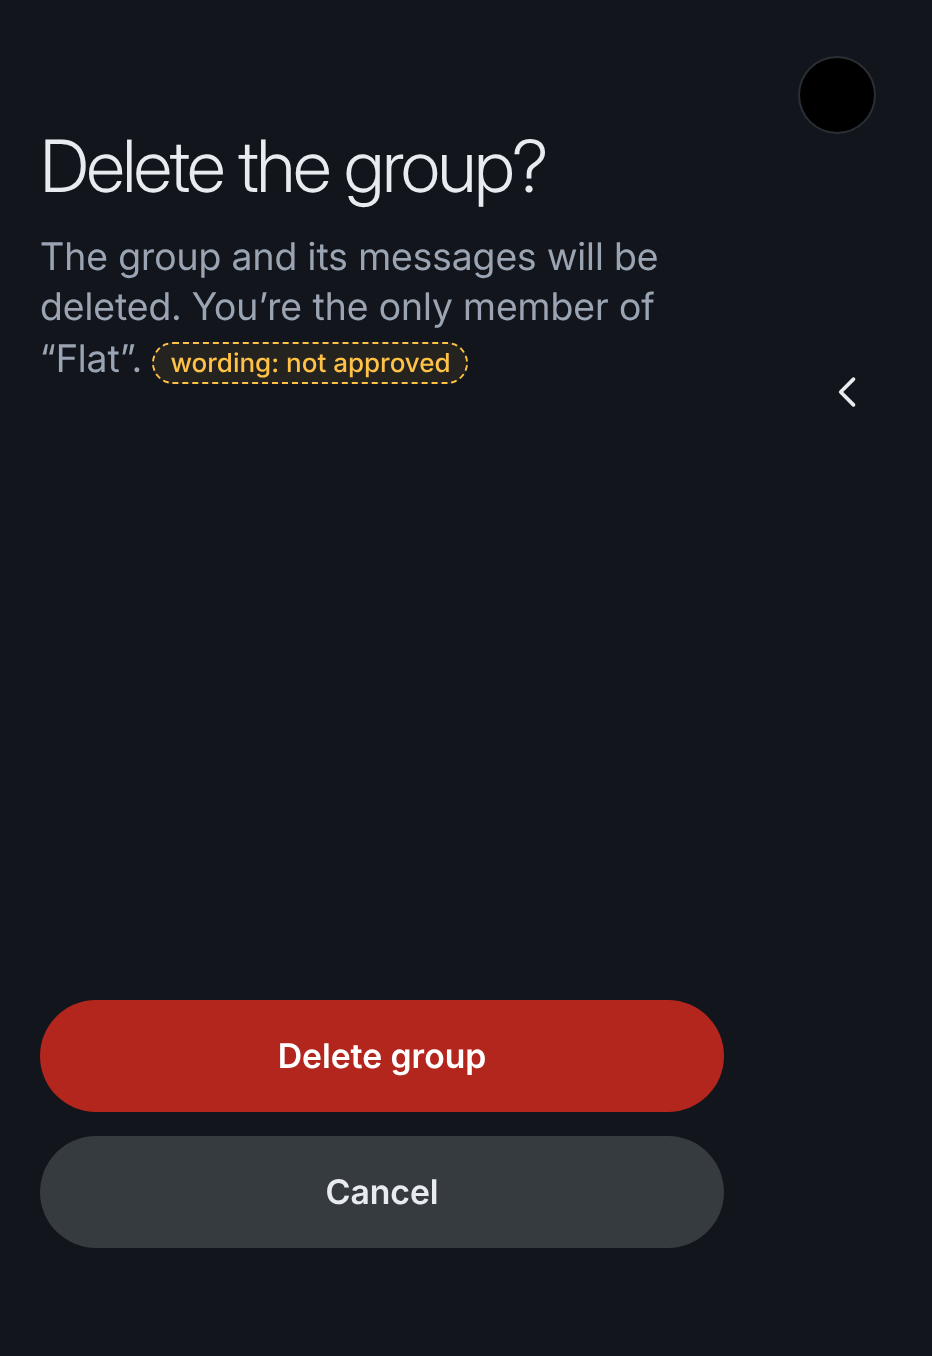 Delete the group?
The group and its messages will be
deleted. You’re the only member of
“Flat”. wording: not approved
Delete group
Cancel